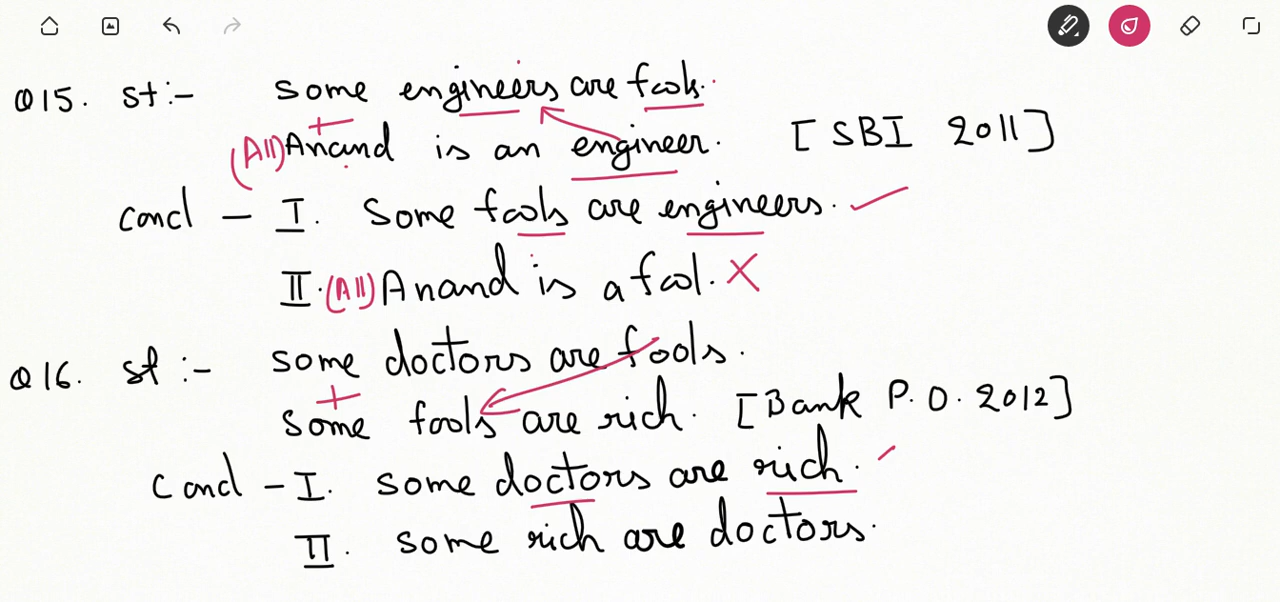 Q15. st:- Some engineers are fools.
(All) Anand is an engineer. [SBI 2011]
Concl - I. Some fools are engineers.
II. (All) Anand is a fool.
Q16. st:- some doctors are fools.
Some fools are rich. [Bank P.O. 2012]
Concl - I. some doctors are rich.
II. some rich are doctors.